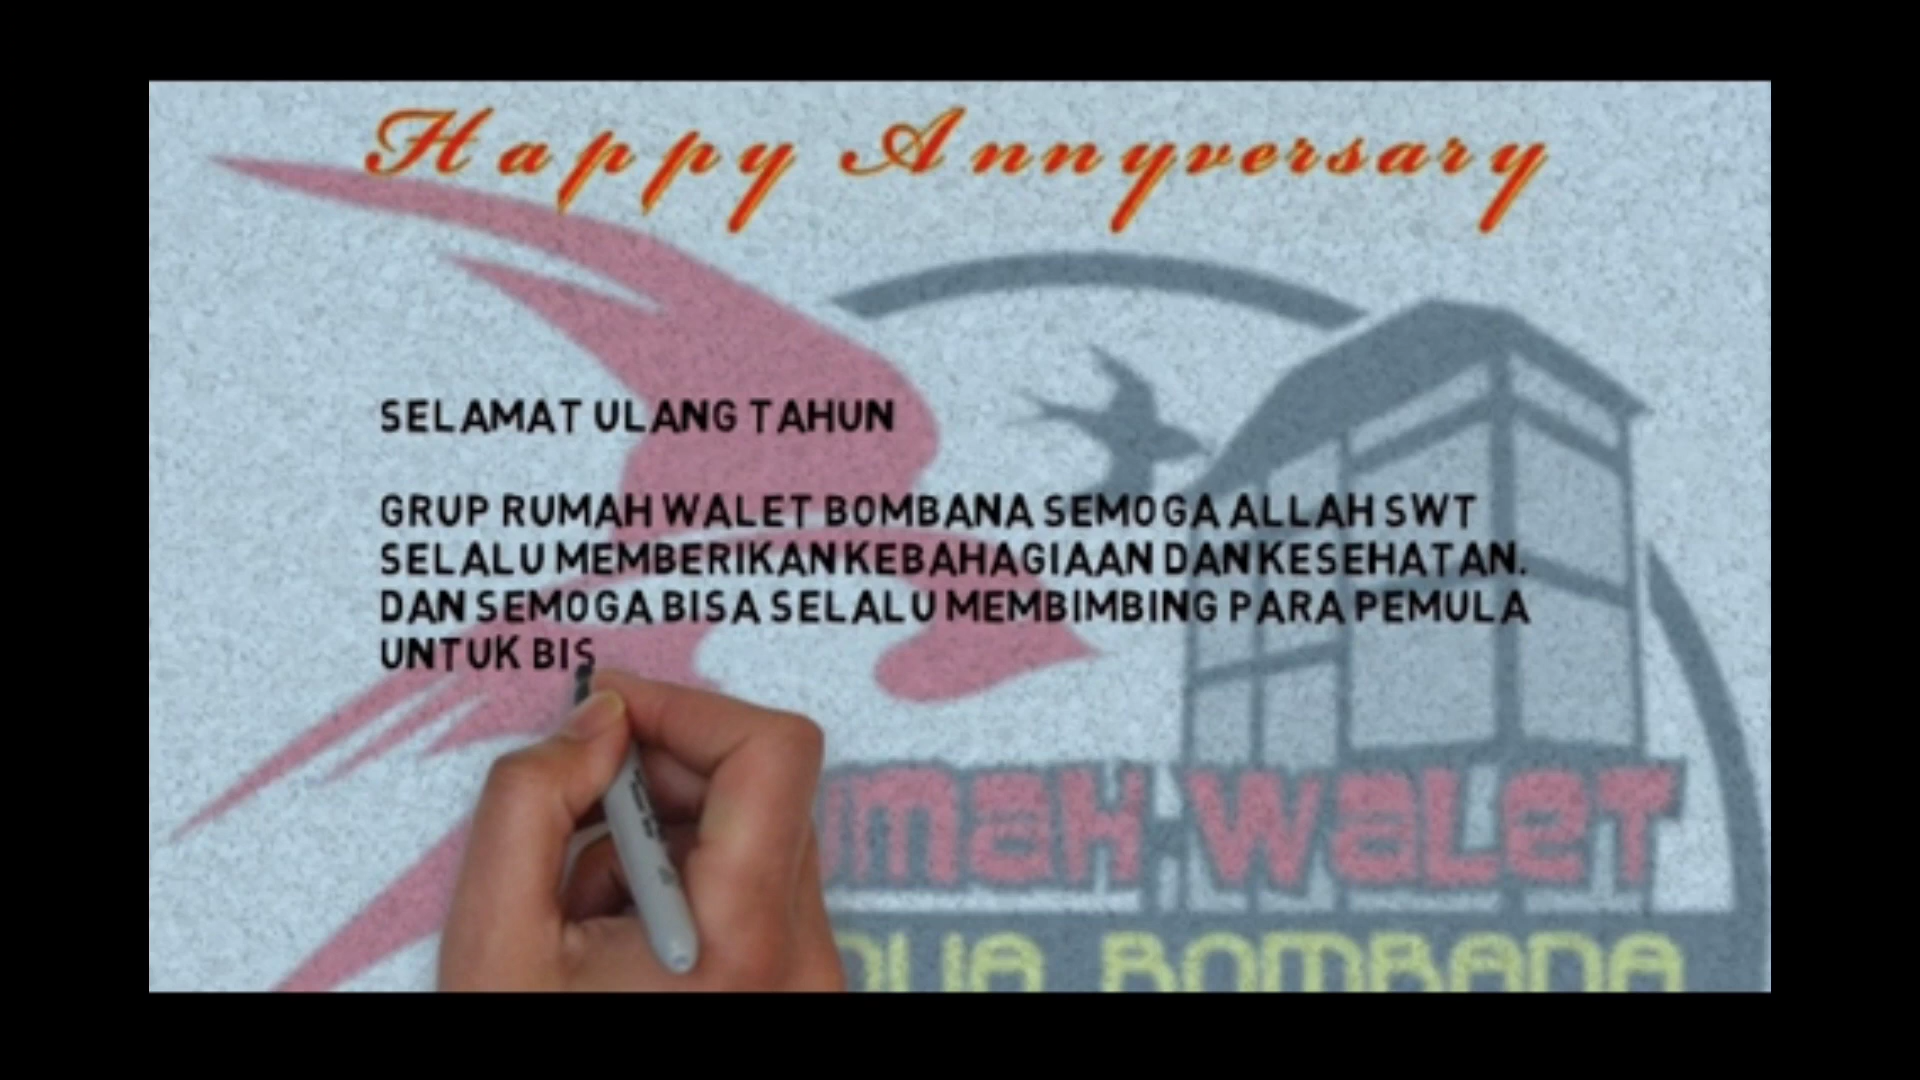 Happy Annyversary
SELAMAT ULANG TAHUN
GRUP RUMAH WALET BOMBANA SEMOGA ALLAH SWT
SELALU MEMBERIKAN KEBAHAGIAAN DAN KESEHATAN.
DAN SEMOGA BISA SELALU MEMBIMBING PARA PEMULA
UNTUK BIS
WALET
BOMBANA